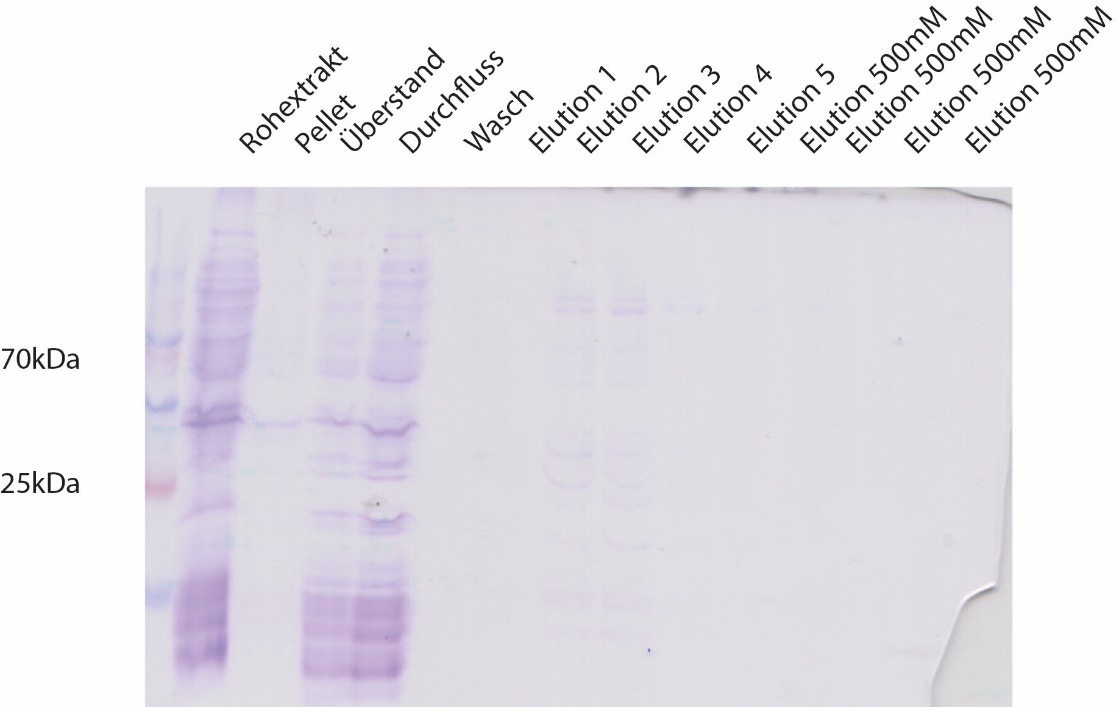 Rohextrakt
Pellet
Überstand
Durchfluss
Wasch
Elution 1
Elution 2
Elution 3
Elution 4
Elution 5
Elution 500mM
Elution 500mM
Elution 500mM
Elution 500mM
70kDa
25kDa